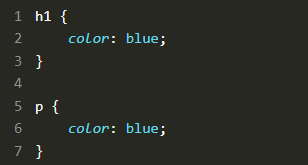 1 h1 {
2     color: blue;
3 }
4
5 p {
6     color: blue;
7 }